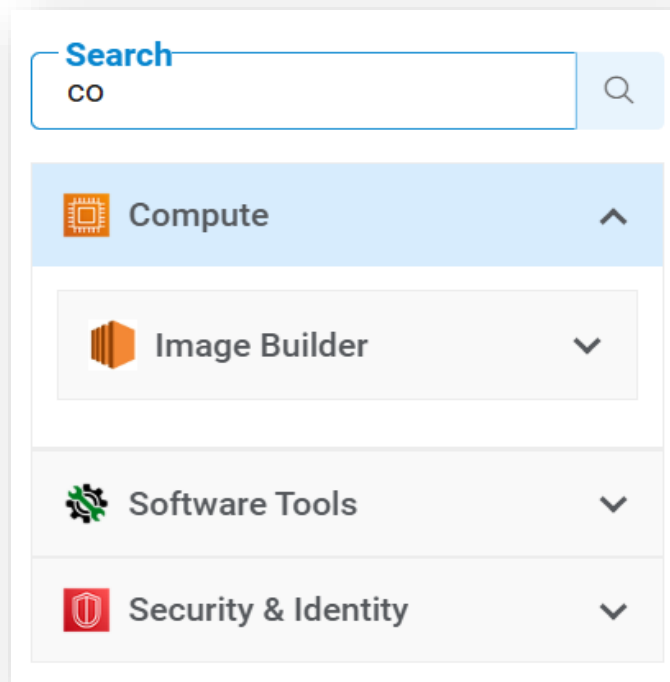 Search
co
Compute
Image Builder
Software Tools
Security & Identity